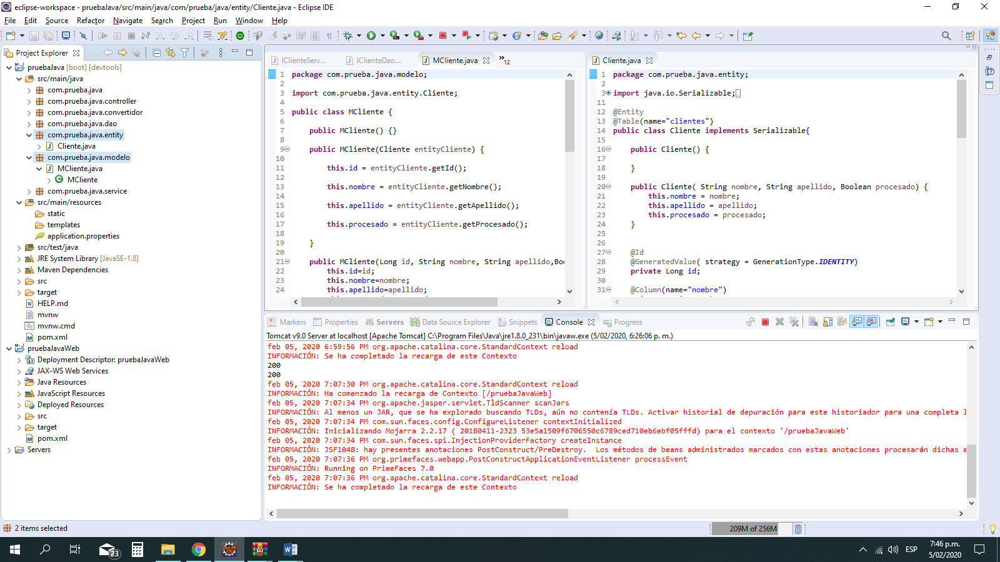 eclipse-workspace - pruebaJava/src/main/java/com/prueba/java/entity/Cliente.java - Eclipse IDE
File Edit Source Refactor Navigate Search Project Run Window Help
Project Explorer
pruebaJava [boot] [devtools]
src/main/java
com.prueba.java
com.prueba.java.controller
com.prueba.java.convertidor
com.prueba.java.dao
com.prueba.java.entity
Cliente.java
com.prueba.java.modelo
MCliente.java
MCliente
com.prueba.java.service
src/main/resources
static
templates
application.properties
src/test/java
JRE System Library [JavaSE-1.8]
Maven Dependencies
src
target
HELP.md
mvnw
mvnw.cmd
pom.xml
pruebaJavaWeb
Deployment Descriptor: pruebaJavaWeb
JAX-WS Web Services
Java Resources
JavaScript Resources
Deployed Resources
src
target
pom.xml
Servers
IClienteServ... IClienteDao.... MCliente.java »12
1 package com.prueba.java.modelo;
2
3 import com.prueba.java.entity.Cliente;
4
5 public class MCliente {
6
7 public MCliente() {}
8
9 public MCliente(Cliente entityCliente) {
10
11 this.id = entityCliente.getId();
12
13 this.nombre = entityCliente.getNombre();
14
15 this.apellido = entityCliente.getApellido();
16
17 this.procesado = entityCliente.getProcesado();
18
19 }
20
21 public MCliente(Long id, String nombre, String apellido,Bo
22 this.id=id;
23 this.nombre=nombre;
24 this.apellido=apellido;
Cliente.java
1 package com.prueba.java.entity;
2
3 import java.io.Serializable;
11
12 @Entity
13 @Table(name="clientes")
14 public class Cliente implements Serializable{
15
16 public Cliente() {
17
18 }
19
20 public Cliente( String nombre, String apellido, Boolean procesado) {
21 this.nombre = nombre;
22 this.apellido = apellido;
23 this.procesado = procesado;
24 }
25
26
27 @Id
28 @GeneratedValue( strategy = GenerationType.IDENTITY)
29 private Long id;
30
31 @Column(name="nombre")
Markers Properties Servers Data Source Explorer Snippets Console Progress
Tomcat v9.0 Server at localhost [Apache Tomcat] C:\Program Files\Java\jre1.8.0_231\bin\javaw.exe (5/02/2020, 6:26:06 p. m.)
feb 05, 2020 6:59:56 PM org.apache.catalina.core.StandardContext reload
INFORMACIÓN: Se ha completado la recarga de este Contexto
200
200
feb 05, 2020 7:07:30 PM org.apache.catalina.core.StandardContext reload
INFORMACIÓN: Ha comenzado la recarga de Contexto [/pruebaJavaWeb]
feb 05, 2020 7:07:34 PM org.apache.jasper.servlet.TldScanner scanJars
INFORMACIÓN: Al menos un JAR, que se ha explorado buscando TLDs, aún no contenía TLDs. Activar historial de depuración para este historiador para una completa l
feb 05, 2020 7:07:34 PM com.sun.faces.config.ConfigureListener contextInitialized
INFORMACIÓN: Inicializando Mojarra 2.2.17 ( 20180411-2323 53e5a1509f6706550c6789ced710eb6ebf05fffd) para el contexto '/pruebaJavaWeb'
feb 05, 2020 7:07:34 PM com.sun.faces.spi.InjectionProviderFactory createInstance
INFORMACIÓN: JSF1048: hay presentes anotaciones PostConstruct/PreDestroy. Los métodos de beans administrados marcados con estas anotaciones procesarán dichas a
feb 05, 2020 7:07:36 PM org.primefaces.webapp.PostConstructApplicationEventListener processEvent
INFORMACIÓN: Running on PrimeFaces 7.0
feb 05, 2020 7:07:36 PM org.apache.catalina.core.StandardContext reload
INFORMACIÓN: Se ha completado la recarga de este Contexto
2 items selected
209M of 256M
23
ESP
7:46 p.m.
5/02/2020